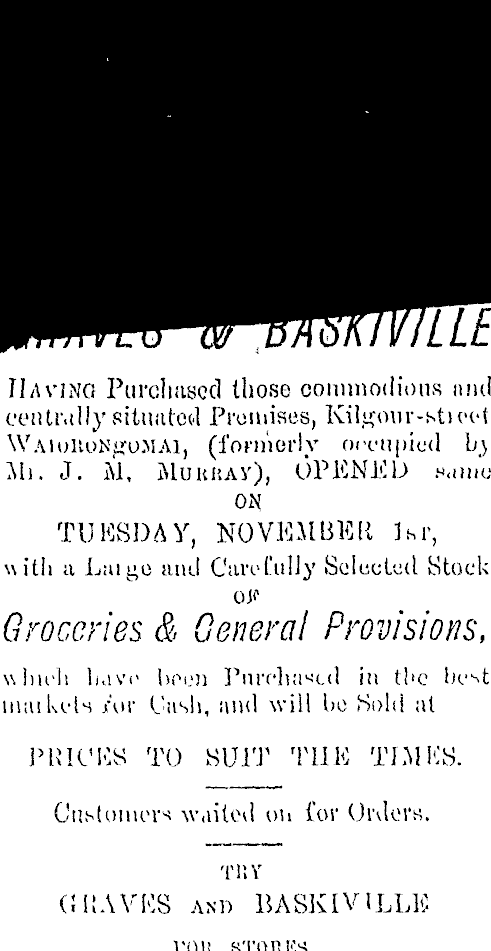 GRAVES & BASKIVILLE
HAVING Purchased those commodious and
centrally situated Premises, Kilgour-street
WAIORONGOMAI, (formerly occupied by
Mr. J. M. MURRAY), OPENED same
ON
TUESDAY, NOVEMBER 1ST,
with a Large and Carefully Selected Stock
OF
Groceries & General Provisions,
which have been Purchased in the best
markets for Cash, and will be Sold at
PRICES TO SUIT THE TIMES.
Customers waited on for Orders.
TRY
GRAVES AND BASKIVILLE
FOR STORES